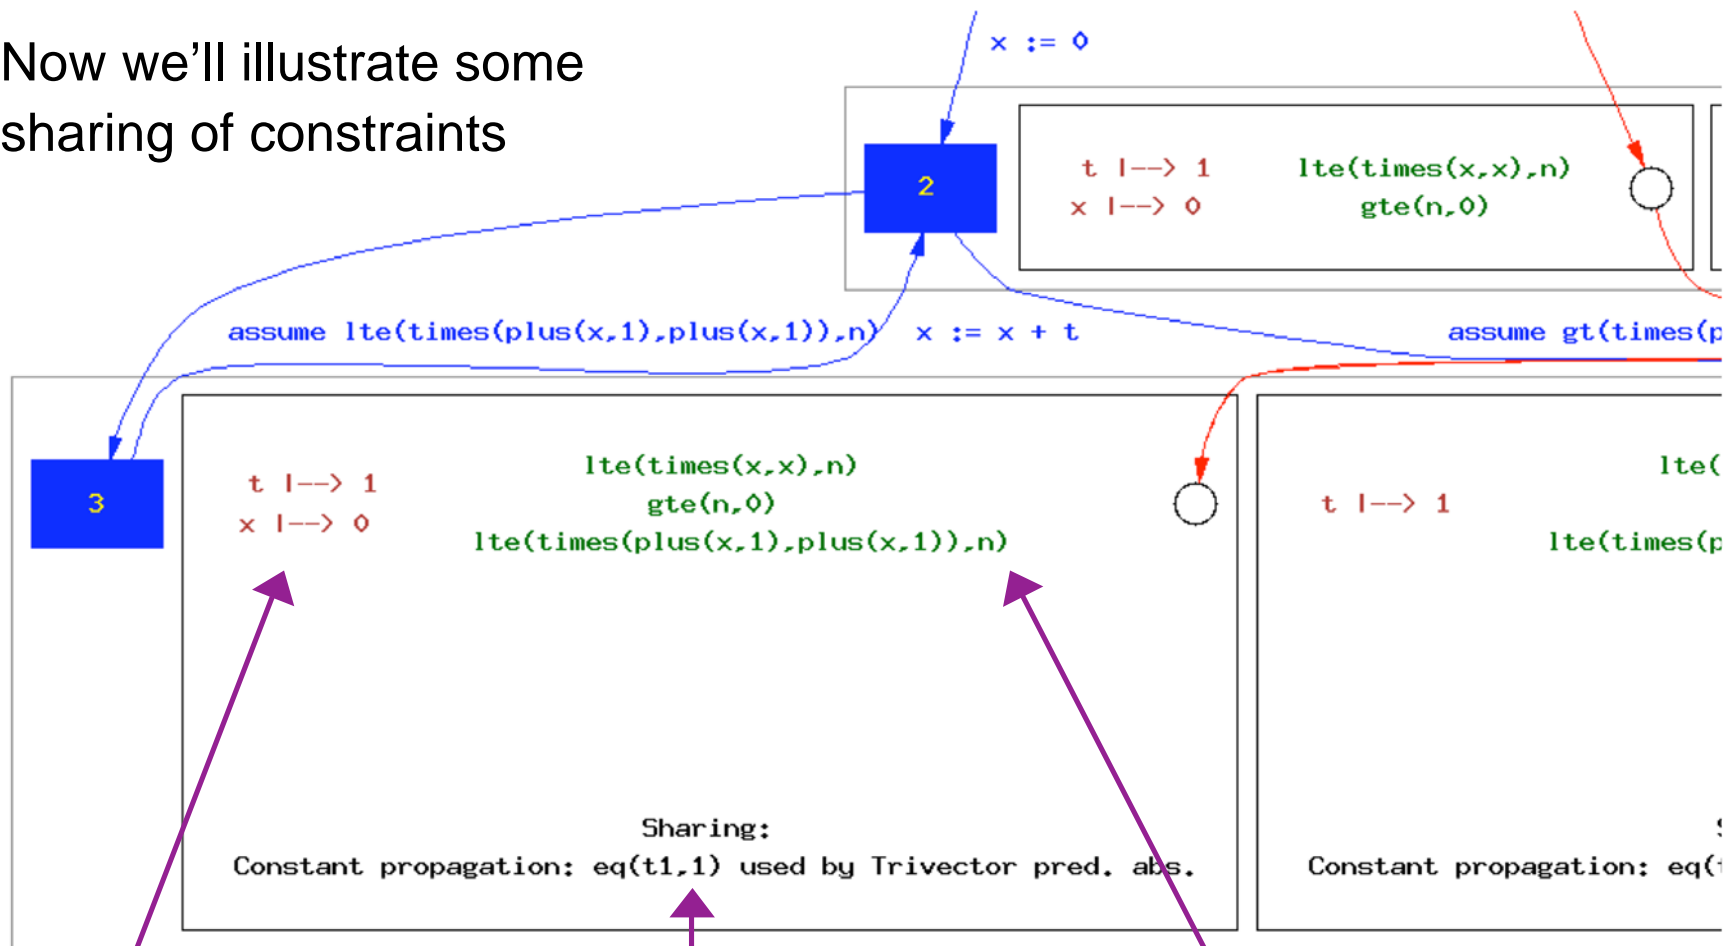 Now we’ll illustrate some
sharing of constraints
x := 0
2
t |--> 1
x |--> 0
lte(times(x,x),n)
gte(n,0)
assume lte(times(plus(x,1),plus(x,1)),n)
x := x + t
assume gt(times(p
3
t |--> 1
x |--> 0
lte(times(x,x),n)
gte(n,0)
lte(times(plus(x,1),plus(x,1)),n)
Sharing:
Constant propagation: eq(t1,1) used by Trivector pred. abs.
t |--> 1
lte(
lte(times(p
Constant propagation: eq(